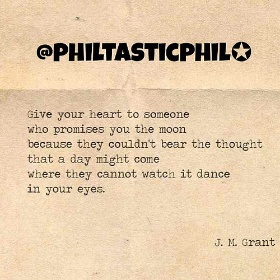 @PHILTASTICPHIL✪
Give your heart to someone
who promises you the moon
because they couldn't bear the thought
that a day might come
where they cannot watch it dance
in your eyes.
J. M. Grant